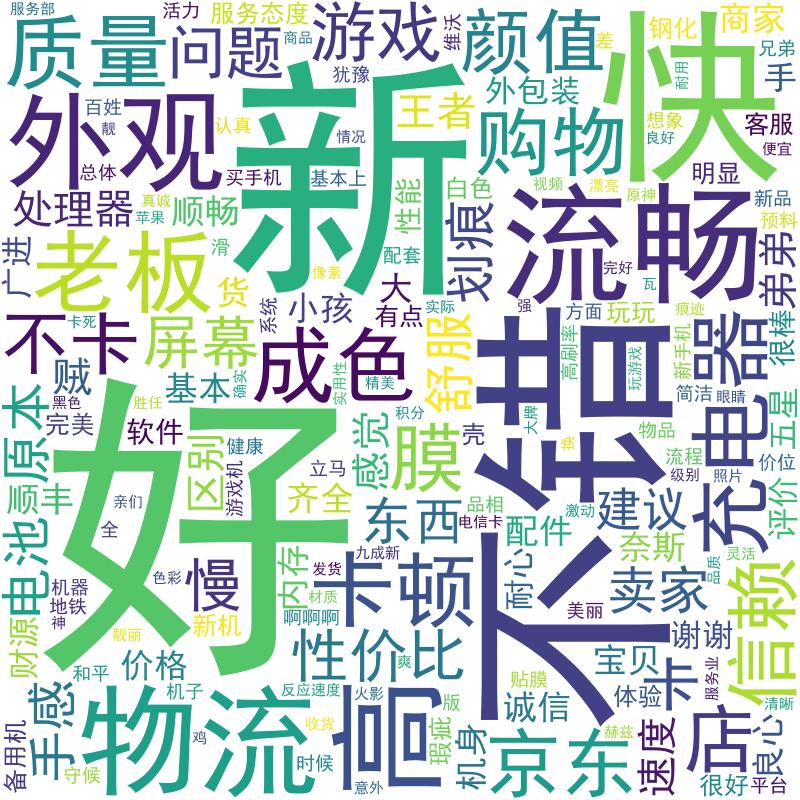 服务部
活力
服务态度
游戏
维沃
颜值
差
钢化
商家
质量
问题
商品
犹豫
外包装
耐用
兄弟
手
外观
百姓
靓
认真
新
王者
购物
快
想象
良好
客服
便宜
情况
总体
买手机
基本上
处理器
真诚
苹果
顺畅
性能
白色
划痕
视频
漂亮
原神
明显
新品
预料
广进
老板
滑
配套
流畅
完好
瓦
弟弟
货
像素
大
系统
小孩
有点
实际
强
方面
玩玩
痕迹
很棒
不卡
卡死
屏幕
成色
舒服
不错
高刷率
新手机
充电器
贼
基本
确实
实用性
精美
玩游戏
简洁
眼睛
五星
原本
黑色
胜任
完美
好
软件
区别
健康
感觉
膜
积分
壳
大牌
换
物品
流程
价位
级别
照片
评价
游戏机
立马
品相
电信卡
激动
亲们
齐全
东西
配件
建议
电池
全
慢
九成新
卡顿
耐心
奈斯
品质
灵活
色彩
内存
发货
机器
地铁
神
材质
啊啊啊
美丽
卖家
信赖
新机
靓丽
谢谢
财源
和平
价格
性价比
爽
宝贝
卡
服务业
手感
物流
机子
反应速度
火影
高
版
贴膜
诚信
体验
店
清晰
备用机
收货
瑕疵
机身
京东
赫兹
速度
良心
守候
鸡
时候
意外
很好
平台